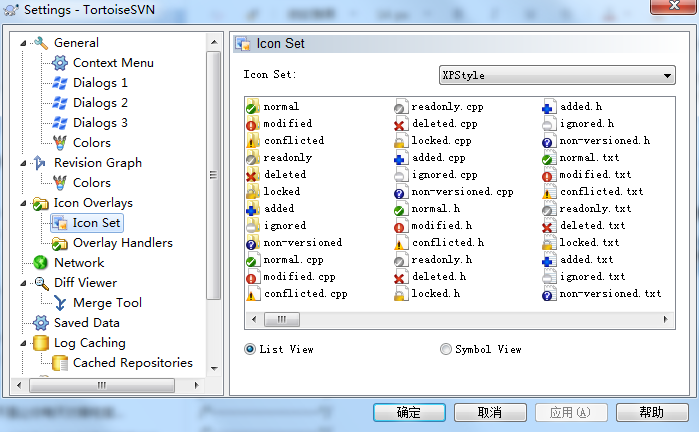 Settings - TortoiseSVN
General
Context Menu
Dialogs 1
Dialogs 2
Dialogs 3
Colors
Revision Graph
Colors
Icon Overlays
Icon Set
Overlay Handlers
Network
Diff Viewer
Merge Tool
Saved Data
Log Caching
Cached Repositories
Icon Set
Icon Set:
XPStyle
normal
modified
conflicted
readonly
deleted
locked
added
ignored
non-versioned
normal.cpp
modified.cpp
conflicted.cpp
readonly.cpp
deleted.cpp
locked.cpp
added.cpp
ignored.cpp
non-versioned.cpp
normal.h
modified.h
conflicted.h
readonly.h
deleted.h
locked.h
added.h
ignored.h
non-versioned.h
normal.txt
modified.txt
conflicted.txt
readonly.txt
deleted.txt
locked.txt
added.txt
ignored.txt
non-versioned.txt
List View
Symbol View
确定
取消
应用(A)
帮助